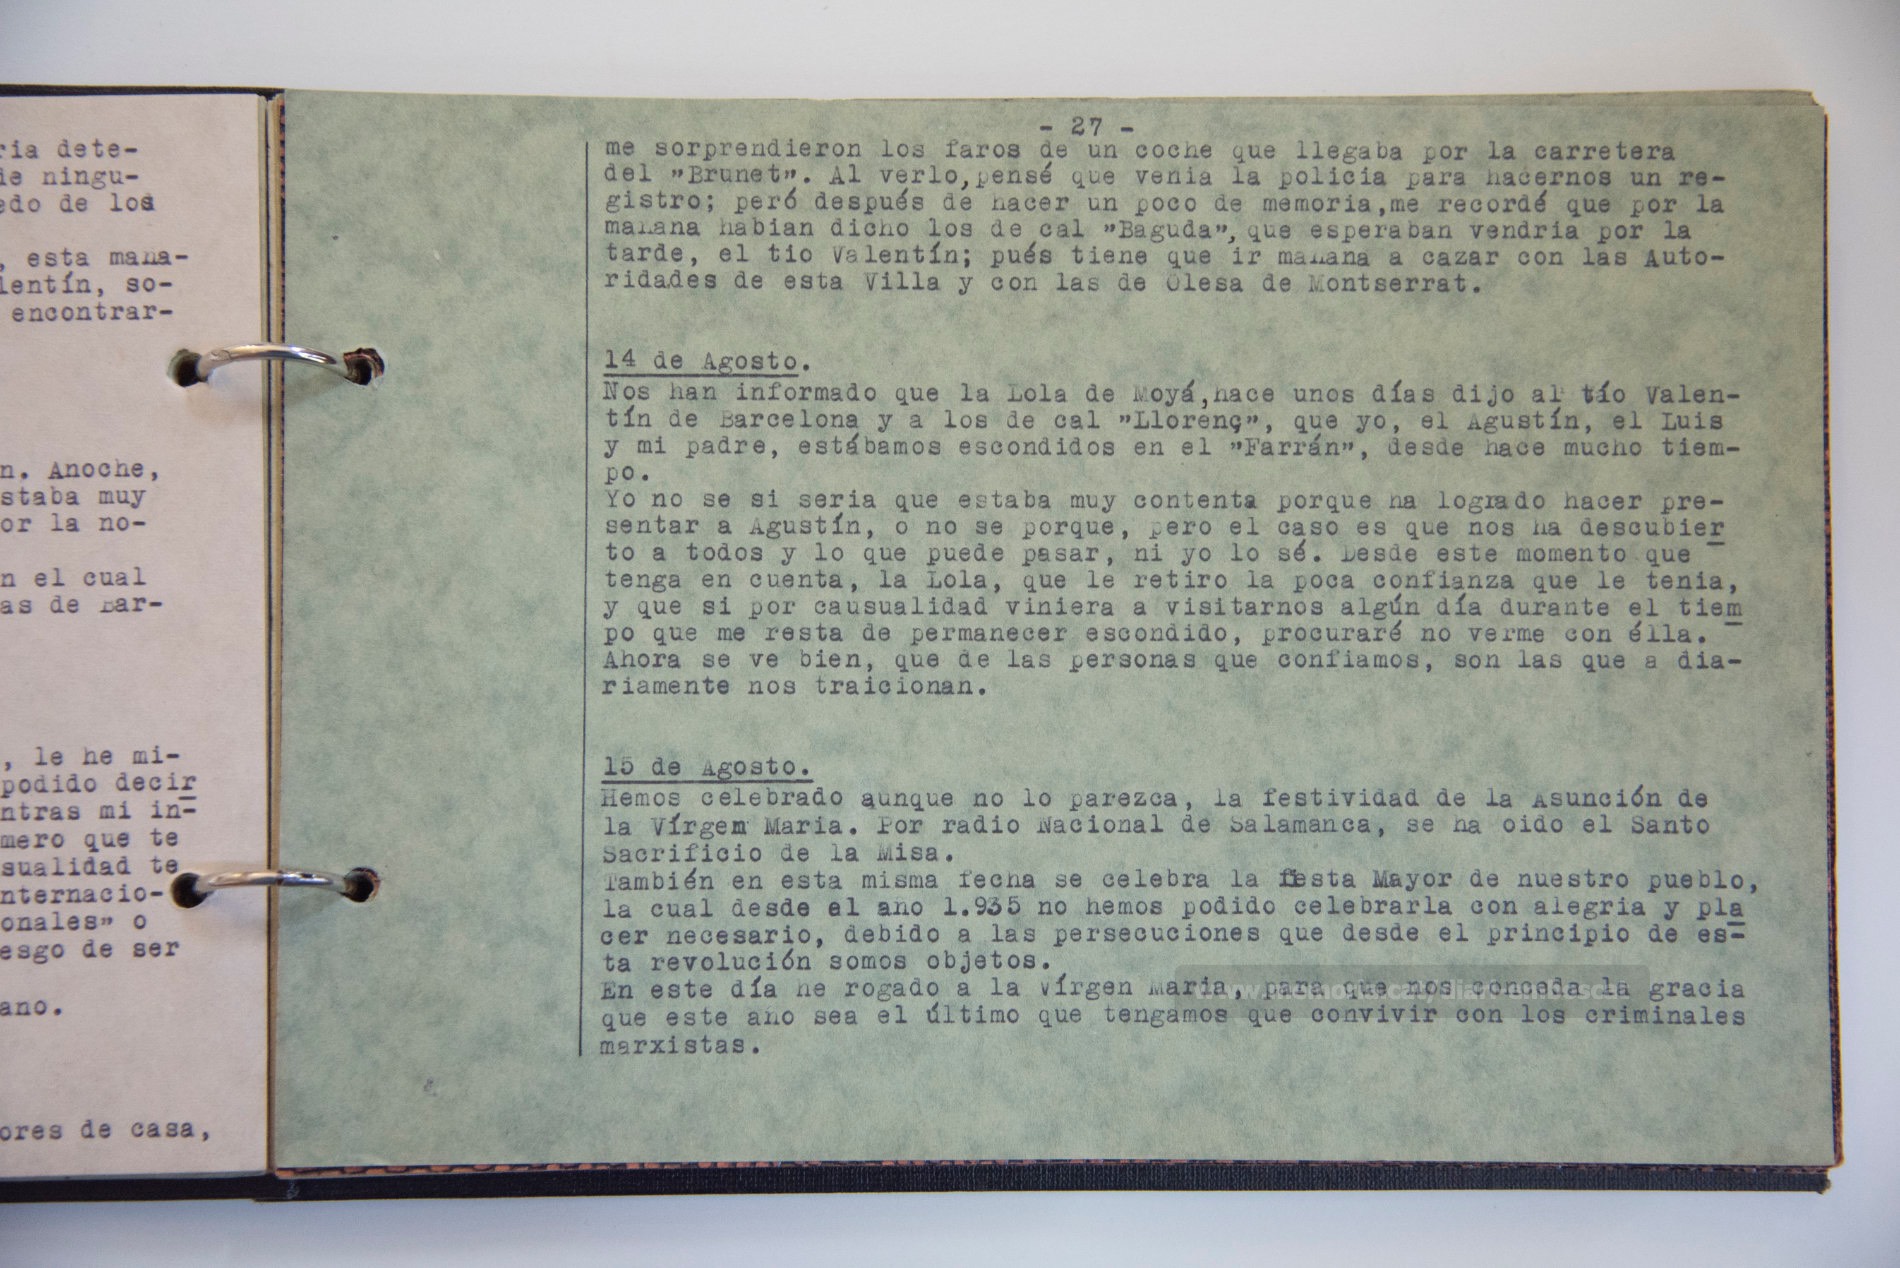 ria dete-
de ningu-
edo de los
, esta mana-
lentín, so-
encontrar-
n. Anoche,
staba muy
or la no-
n el cual
as de Bar-
, le he mi-
podido decir
ntras mi in-
mero que te
sualidad te
nternacio-
onales" o
esgo de ser
ano.
ores de casa,
- 27 -
me sorprendieron los faros de un coche que llegaba por la carretera
del "Brunet". Al verlo,pensé que venia la policia para hacernos un re-
gistro; peró después de hacer un poco de memoria,me recordé que por la
mañana habian dicho los de cal "Baguda", que esperaban vendria por la
tarde, el tio Valentín; pués tiene que ir mañana a cazar con las Auto-
ridades de esta Villa y con las de Olesa de Montserrat.
14 de Agosto.
Nos han informado que la Lola de Moyá,hace unos días dijo al tío Valen-
tín de Barcelona y a los de cal "Llorenç", que yo, el Agustín, el Luis
y mi padre, estábamos escondidos en el "Farrán", desde hace mucho tiem-
po.
Yo no se si seria que estaba muy contenta porque ha logrado hacer pre-
sentar a Agustín, o no se porque, pero el caso es que nos ha descubier
to a todos y lo que puede pasar, ni yo lo sé. Desde este momento que
tenga en cuenta, la Lola, que le retiro la poca confianza que le tenia,
y que si por causualidad viniera a visitarnos algún día durante el tiem
po que me resta de permanecer escondido, procuraré no verme con élla.
Ahora se ve bien, que de las personas que confiamos, son las que a dia-
riamente nos traicionan.
15 de Agosto.
Hemos celebrado aunque no lo parezca, la festividad de la Asunción de
la Vírgem Maria. Por radio Nacional de Salamanca, se ha oido el Santo
Sacrificio de la Misa.
También en esta misma fecha se celebra la fiesta Mayor de nuestro pueblo,
la cual desde el año 1.935 no hemos podido celebrarla con alegria y pla
cer necesario, debido a las persecuciones que desde el principio de es-
ta revolución somos objetos.
En este día he rogado a la Vírgen Maria, para que nos conceda la gracia
que este año sea el último que tengamos que convivir con los criminales
marxistas.